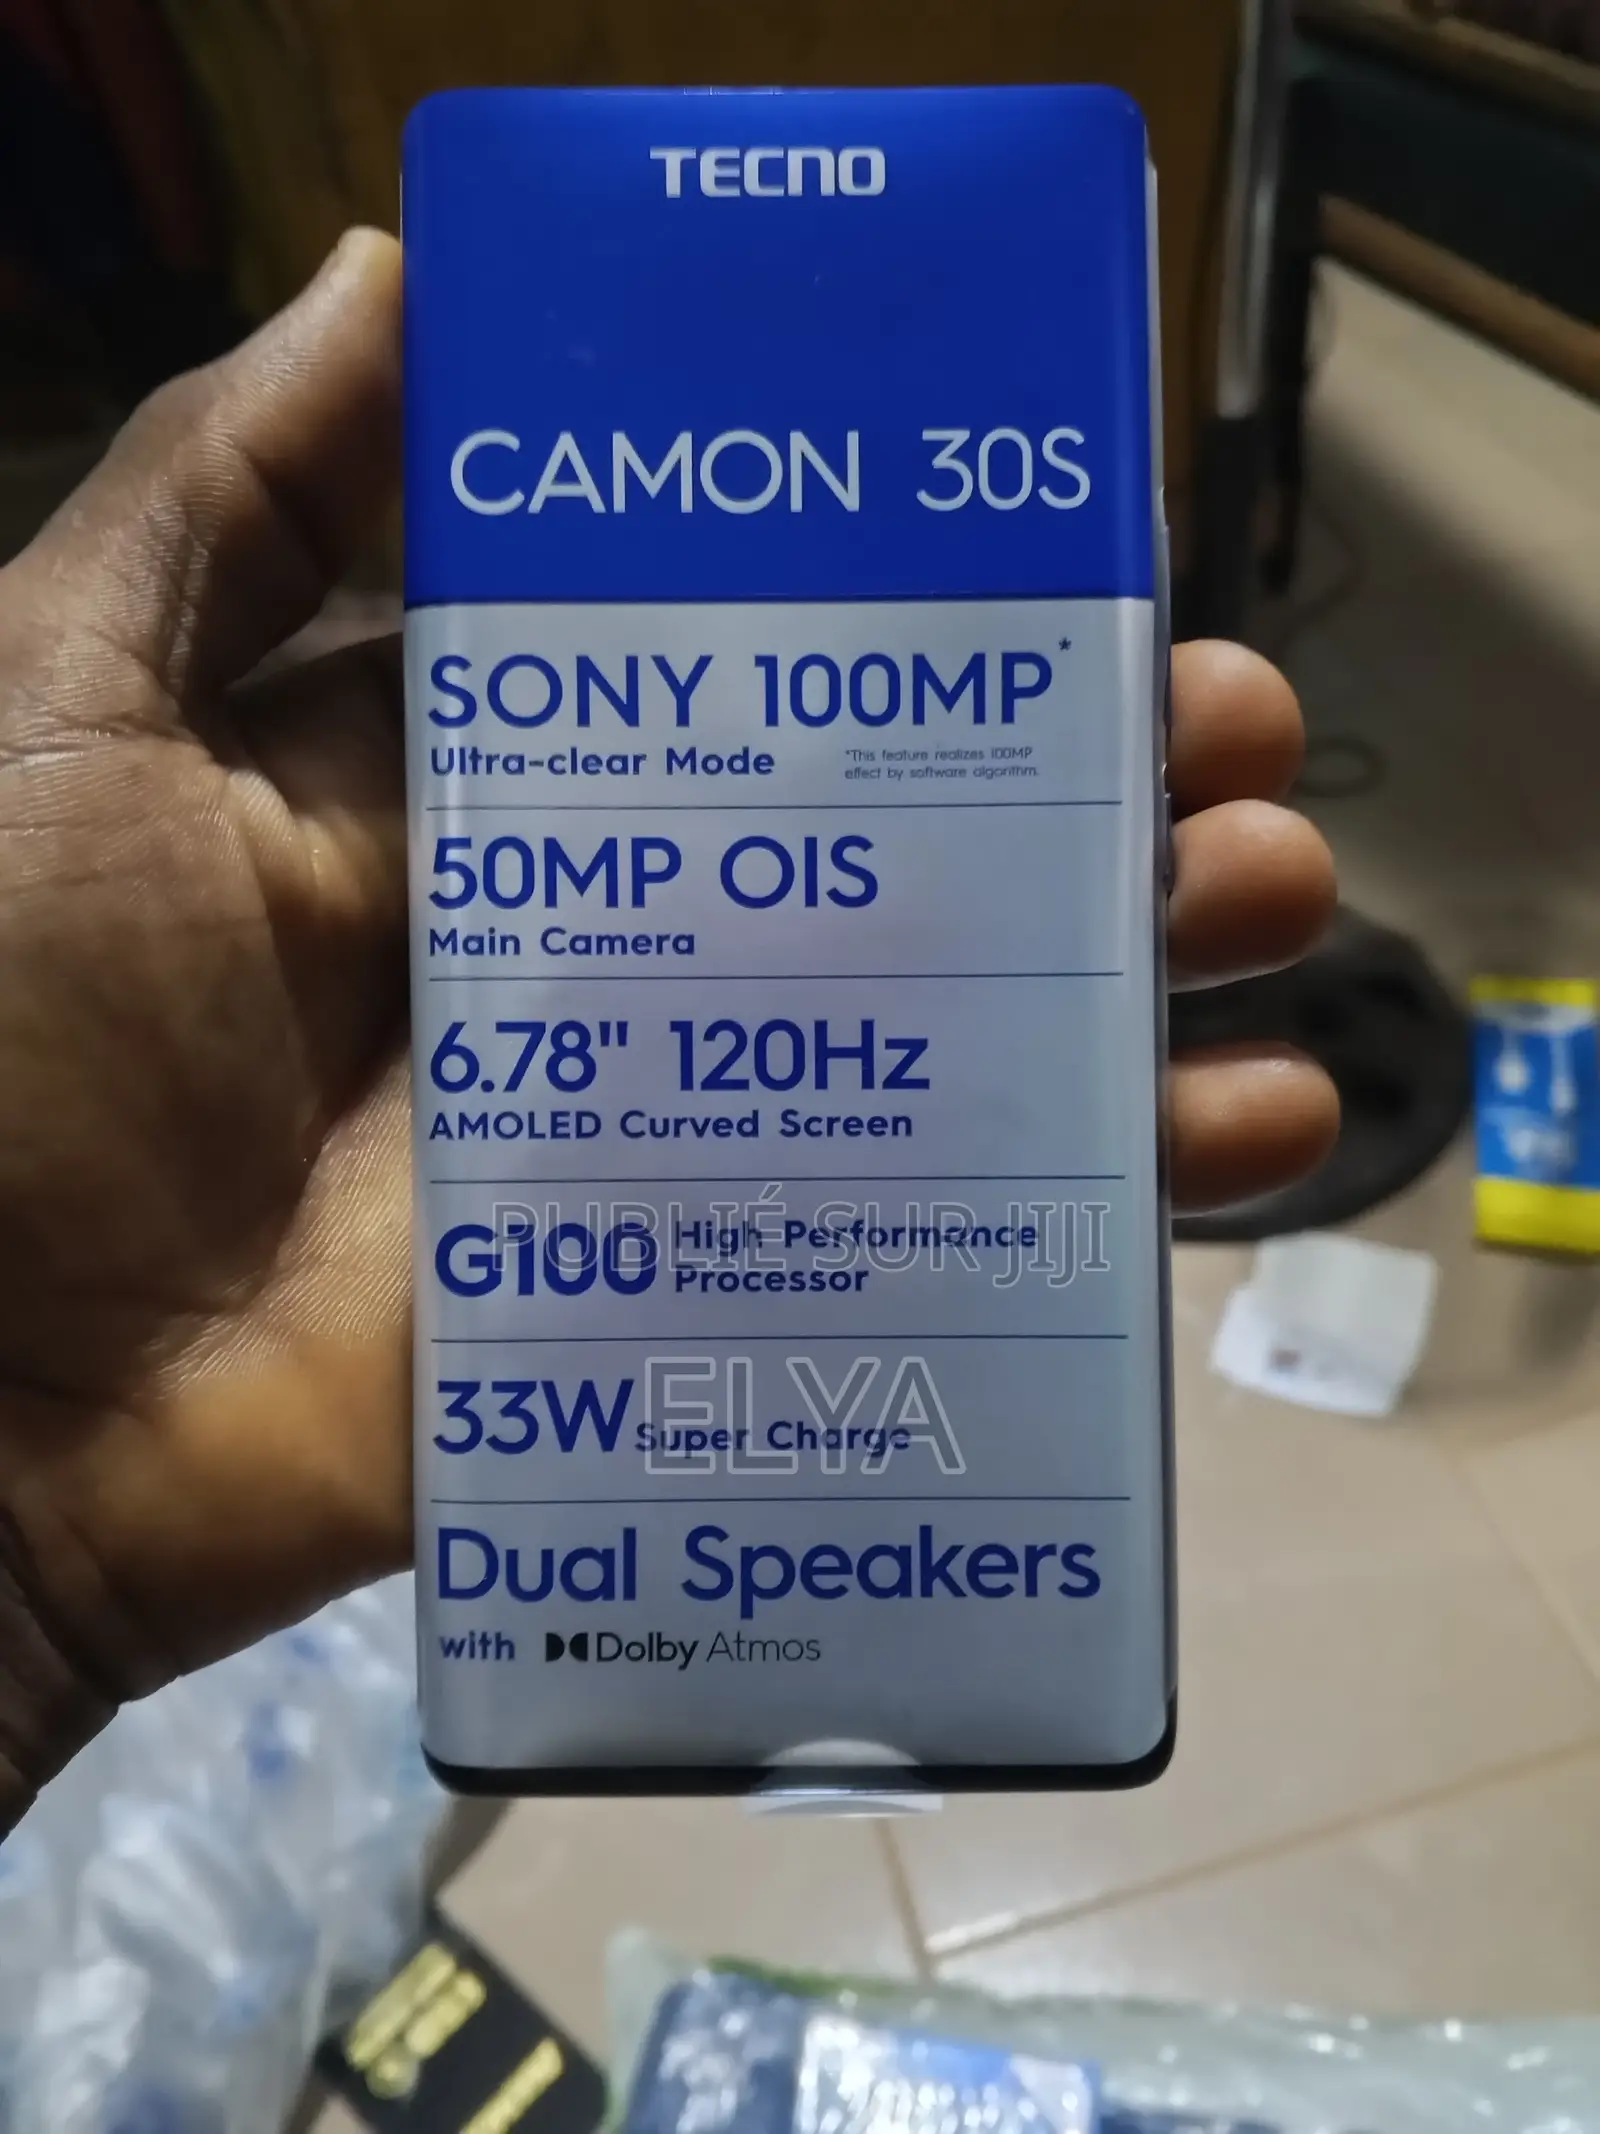 TECNO
CAMON 30S
SONY 100MP*
Ultra-clear Mode
*This feature realizes 100MP
effect by software algorithm.
50MP OIS
Main Camera
6.78" 120Hz
AMOLED Curved Screen
PUBLIÉ SUR JIJI
G100 High Performance
Processor
ELYA
33W Super Charge
Dual Speakers
with Dolby Atmos